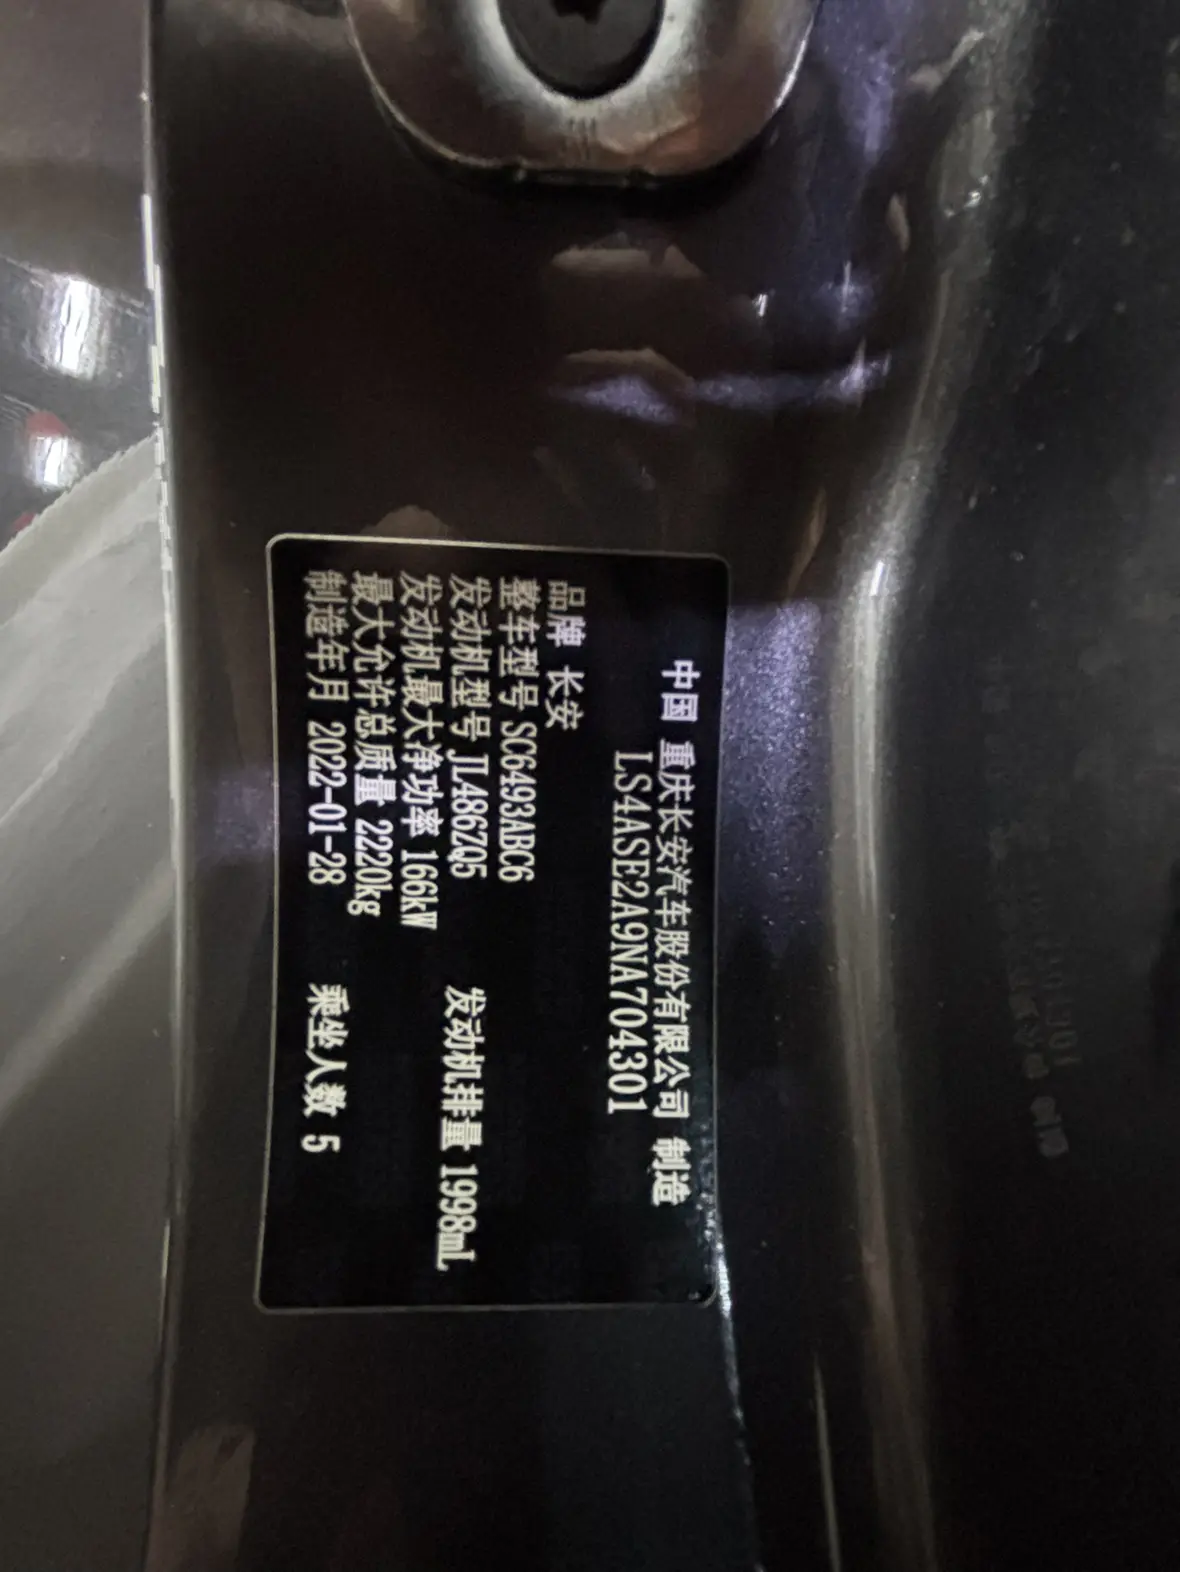 中国 重庆长安汽车股份有限公司 制造
LS4ASE2A9NA704301
品牌 长安
整车型号 SC6493ABC6
发动机型号 JL486ZQ5 发动机排量 1998mL
发动机最大净功率 166kW
最大允许总质量 2220kg
制造年月 2022-01-28 乘坐人数 5